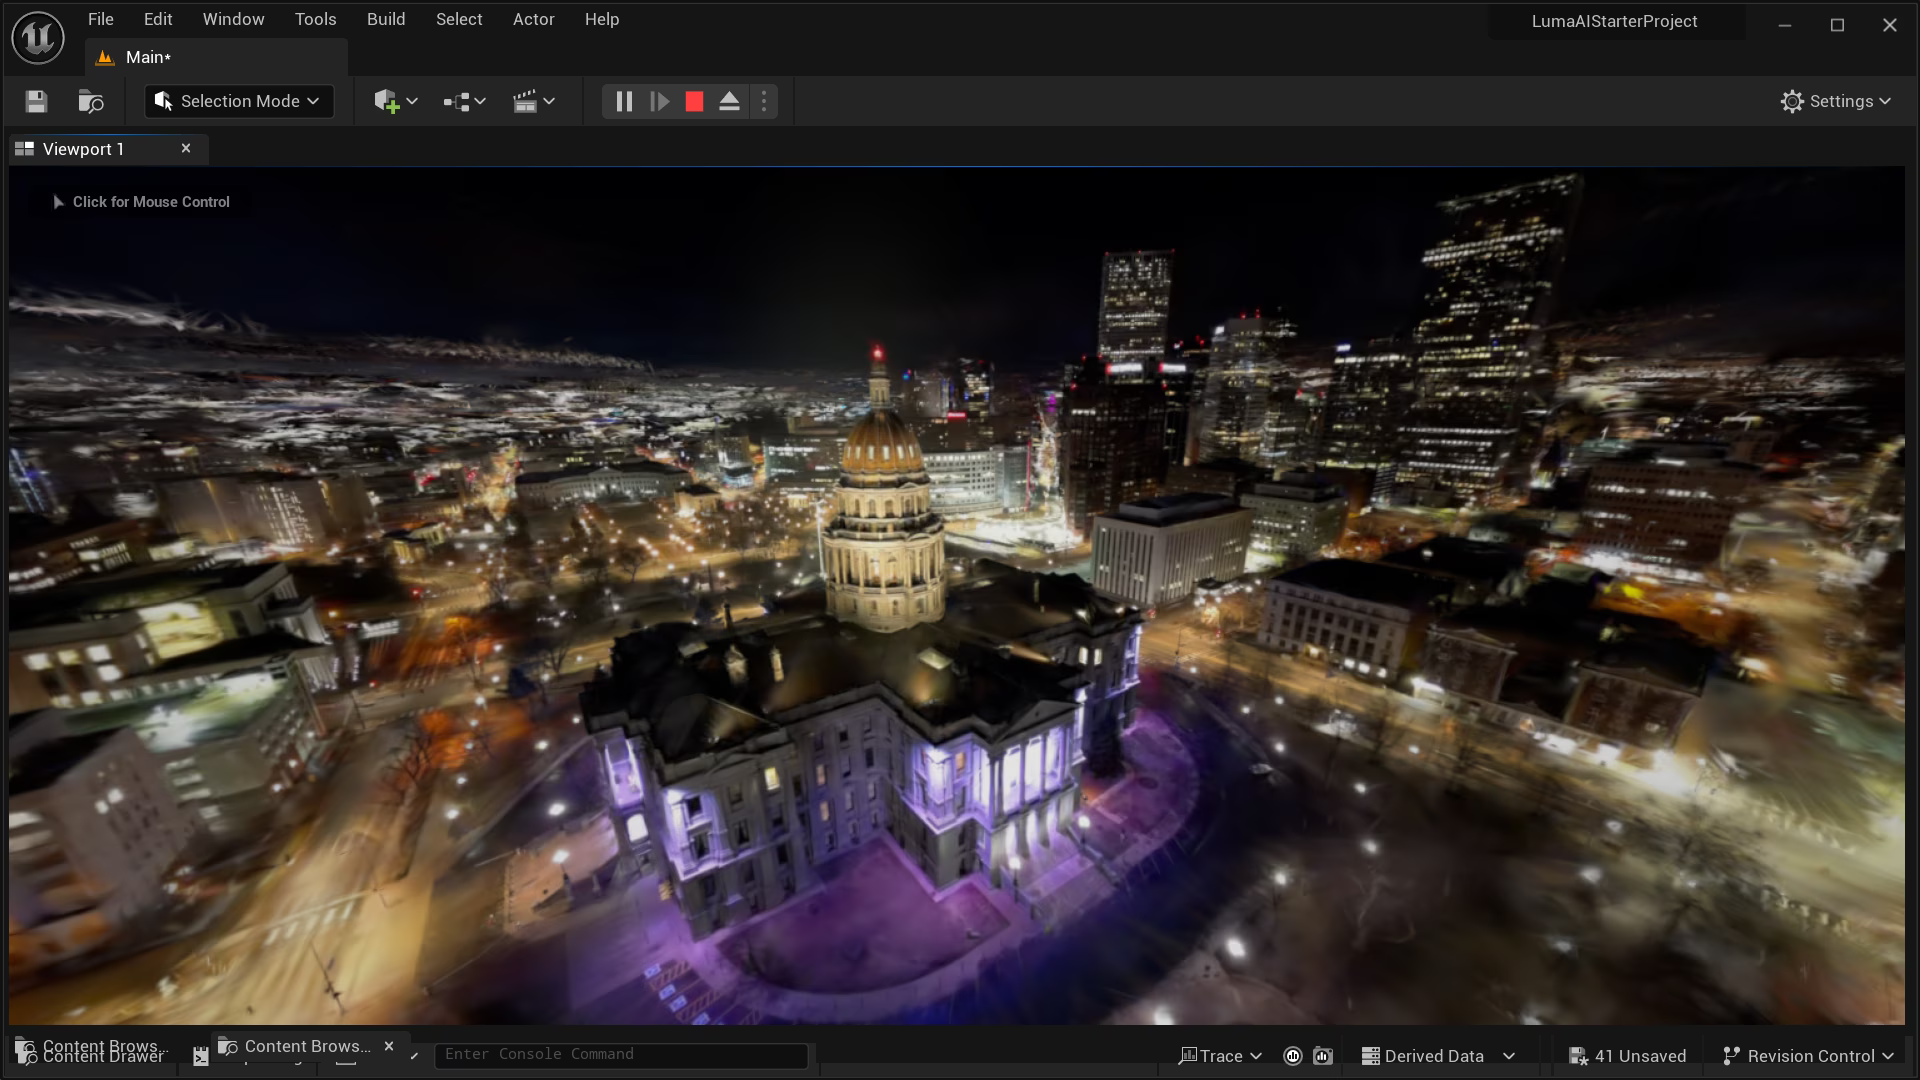 File Edit Window Tools Build Select Actor Help
LumaAIStarterProject
Main*
Selection Mode
Settings
Viewport 1
Click for Mouse Control
Content Brows...
Content Drawer
Content Brows...
Enter Console Command
Trace
Derived Data
41 Unsaved
Revision Control